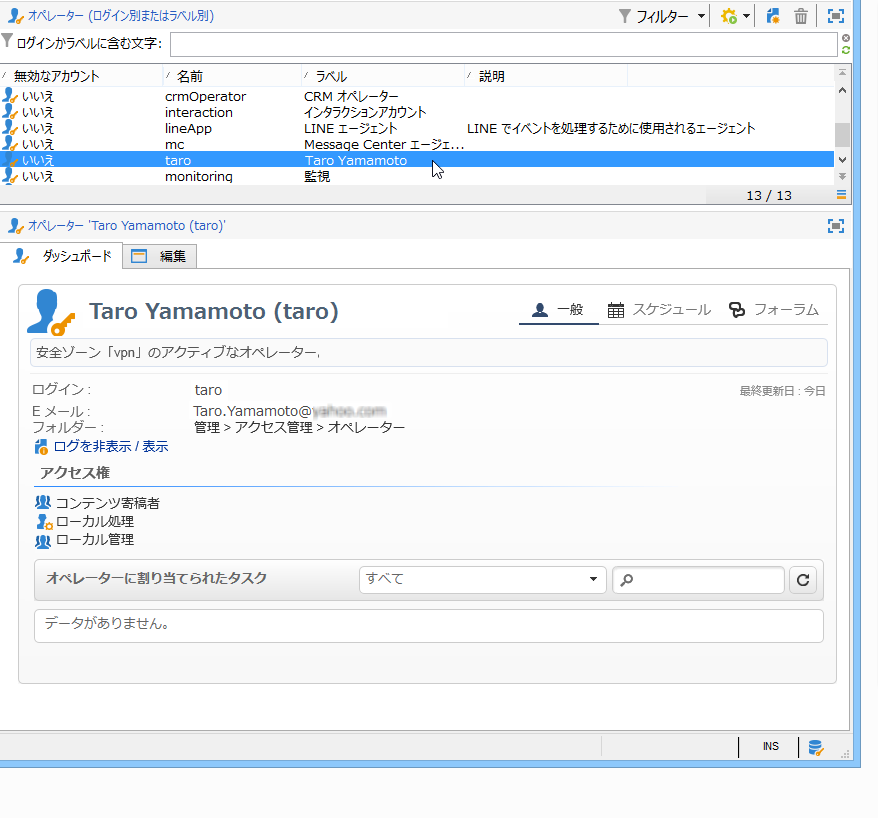 オペレーター (ログイン別またはラベル別)
フィルター
ログインかラベルに含む文字:
無効なアカウント 名前 ラベル 説明
いいえ crmOperator CRM オペレーター
いいえ interaction インタラクションアカウント
いいえ lineApp LINE エージェント LINE でイベントを処理するために使用されるエージェント
いいえ mc Message Center エージェ...
いいえ taro Taro Yamamoto
いいえ monitoring 監視
13 / 13
オペレーター 'Taro Yamamoto (taro)'
ダッシュボード 編集
Taro Yamamoto (taro)
一般 スケジュール フォーラム
安全ゾーン「vpn」のアクティブなオペレーター.
ログイン : taro
最終更新日 : 今日
E メール : Taro.Yamamoto@
フォルダー : 管理 > アクセス管理 > オペレーター
ログを非表示 / 表示
アクセス権
コンテンツ寄稿者
ローカル処理
ローカル管理
オペレーターに割り当てられたタスク すべて
データがありません。
INS